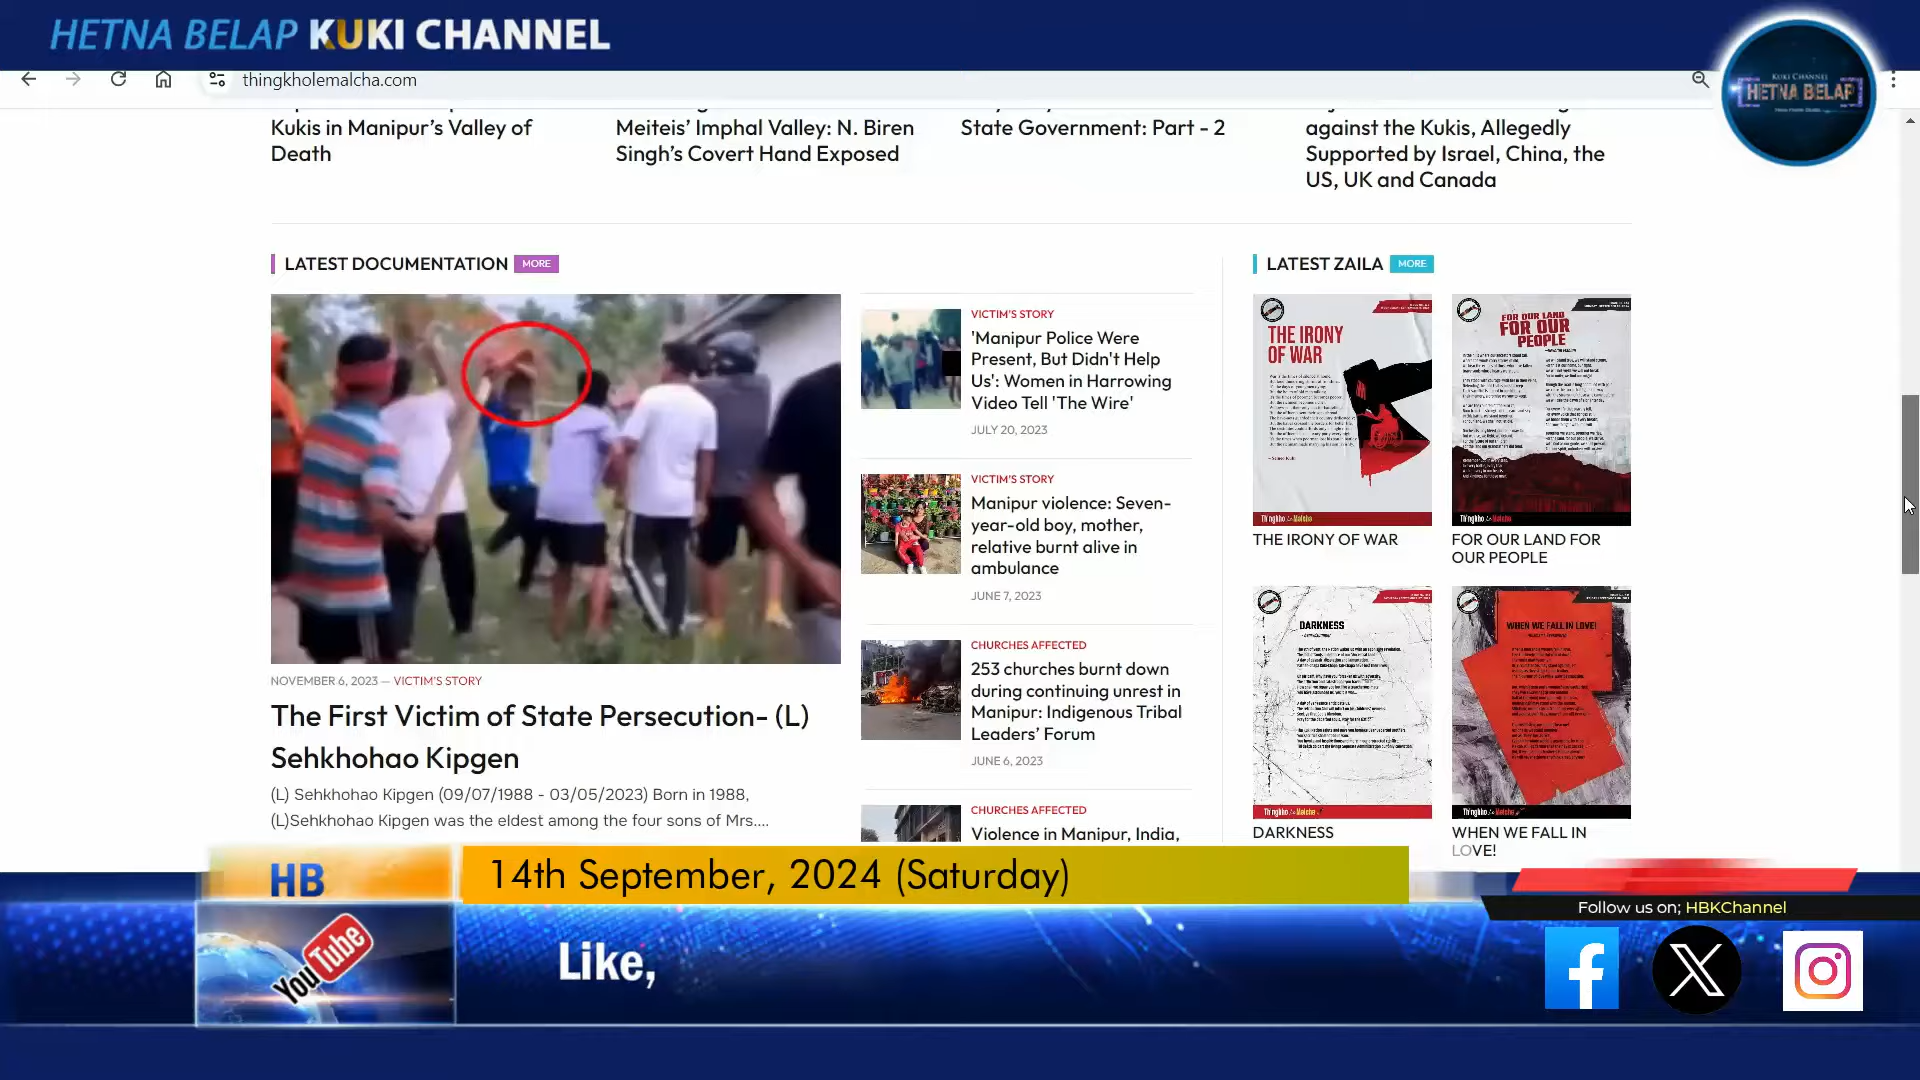 HETNA BELAP KUKI CHANNEL
thingkholemalcha.com
KUKI CHANNEL
HETNA BELAP
Kukis in Manipur's Valley of
Death
Meiteis' Imphal Valley: N. Biren
Singh's Covert Hand Exposed
State Government: Part - 2
against the Kukis, Allegedly
Supported by Israel, China, the
US, UK and Canada
LATEST DOCUMENTATION MORE
NOVEMBER 6, 2023 — VICTIM'S STORY
The First Victim of State Persecution- (L)
Sehkhohao Kipgen
(L) Sehkhohao Kipgen (09/07/1988 - 03/05/2023) Born in 1988,
(L)Sehkhohao Kipgen was the eldest among the four sons of Mrs....
VICTIM'S STORY
'Manipur Police Were
Present, But Didn't Help
Us': Women in Harrowing
Video Tell 'The Wire'
JULY 20, 2023
VICTIM'S STORY
Manipur violence: Seven-
year-old boy, mother,
relative burnt alive in
ambulance
JUNE 7, 2023
CHURCHES AFFECTED
253 churches burnt down
during continuing unrest in
Manipur: Indigenous Tribal
Leaders' Forum
JUNE 6, 2023
CHURCHES AFFECTED
Violence in Manipur, India,
LATEST ZAILA MORE
THE IRONY
OF WAR
THE IRONY OF WAR
FOR OUR LAND
FOR OUR
PEOPLE
FOR OUR LAND FOR
OUR PEOPLE
DARKNESS
DARKNESS
WHEN WE FALL IN LOVE!
WHEN WE FALL IN
LOVE!
HB
14th September, 2024 (Saturday)
YouTube
Like,
Follow us on; HBKChannel